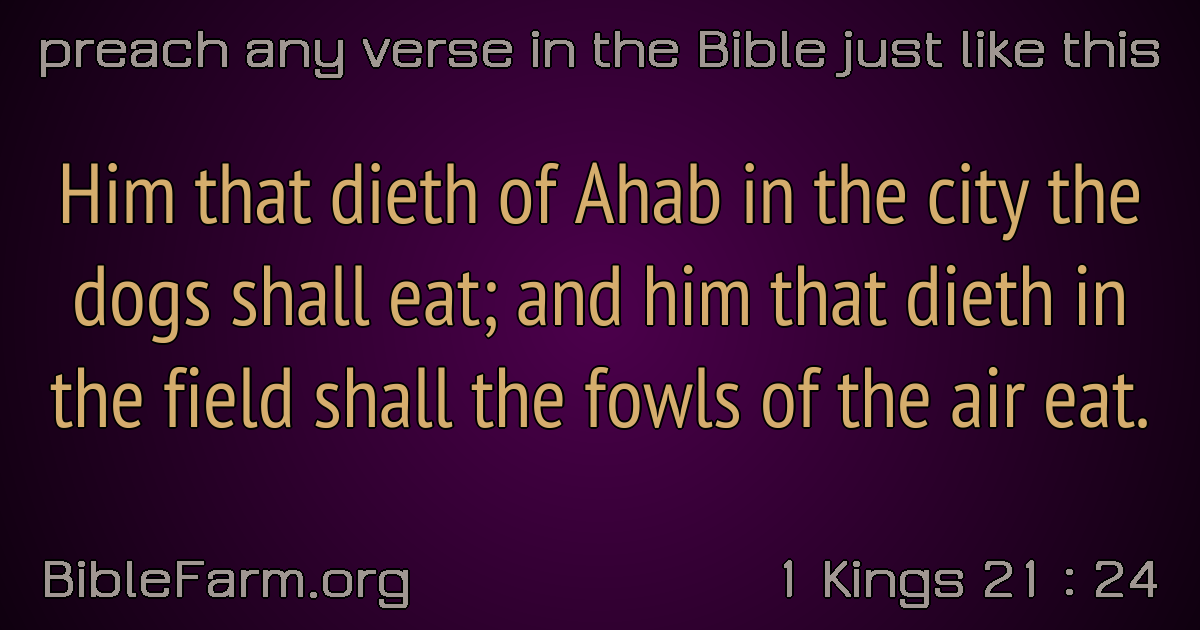 preach any verse in the Bible just like this
Him that dieth of Ahab in the city the
dogs shall eat; and him that dieth in
the field shall the fowls of the air eat.
BibleFarm.org
1 Kings 21 : 24